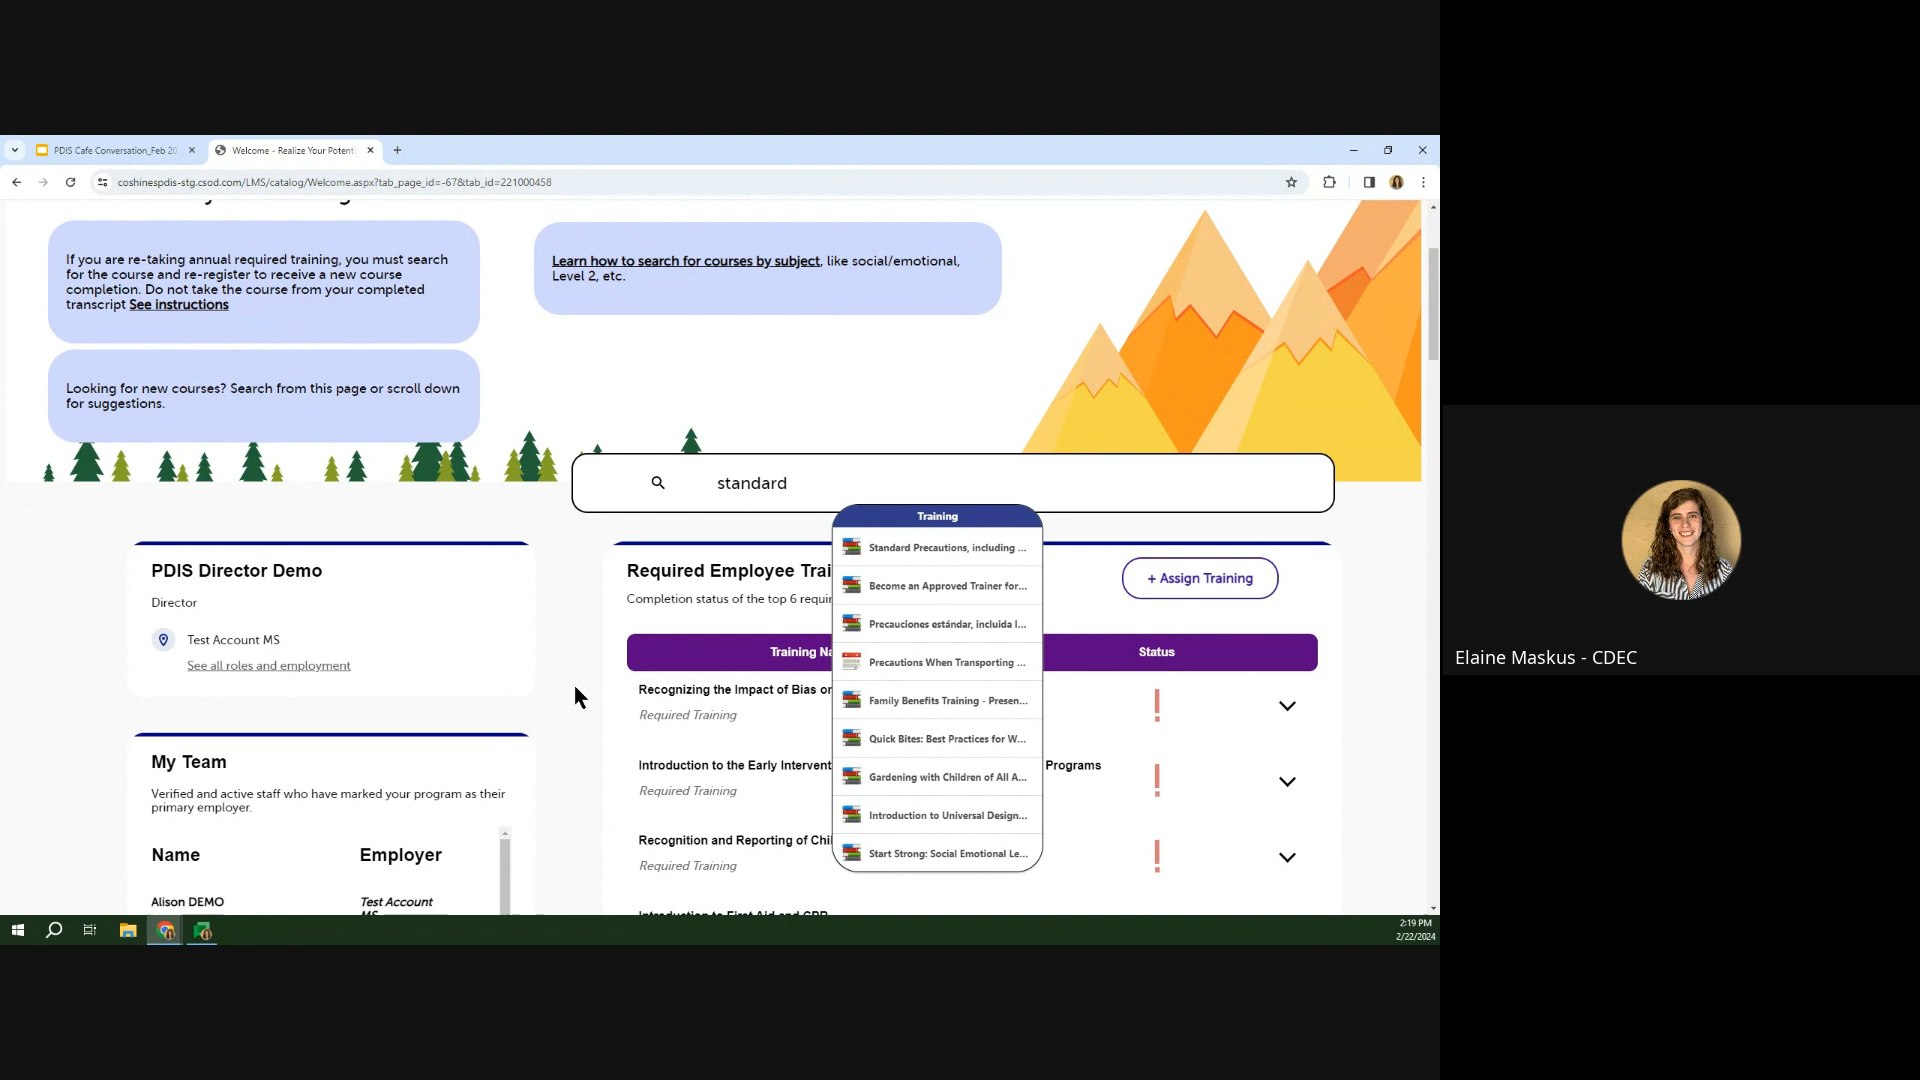 PDIS Cafe Conversation_Feb 20
Welcome - Realize Your Potent
coshinespdis-stg.csod.com/LMS/catalog/Welcome.aspx?tab_page_id=-67&tab_id=221000458
If you are re-taking annual required training, you must search
for the course and re-register to receive a new course
completion. Do not take the course from your completed
transcript See instructions
Learn how to search for courses by subject, like social/emotional,
Level 2, etc.
Looking for new courses? Search from this page or scroll down
for suggestions.
standard
Training
Standard Precautions, including ...
Become an Approved Trainer for...
Precauciones estándar, incluida l...
Precautions When Transporting ...
Family Benefits Training - Presen...
Quick Bites: Best Practices for W...
Gardening with Children of All A...
Introduction to Universal Design...
Start Strong: Social Emotional Le...
PDIS Director Demo
Director
Test Account MS
See all roles and employment
My Team
Verified and active staff who have marked your program as their
primary employer.
Name Employer
Alison DEMO Test Account
MS
Required Employee Trai
+ Assign Training
Completion status of the top 6 requir
Training Na Status
Recognizing the Impact of Bias or
Required Training
Introduction to the Early Intervent Programs
Required Training
Recognition and Reporting of Chil
Required Training
Introduction to First Aid and CPR
2:19 PM
2/22/2024
Elaine Maskus - CDEC